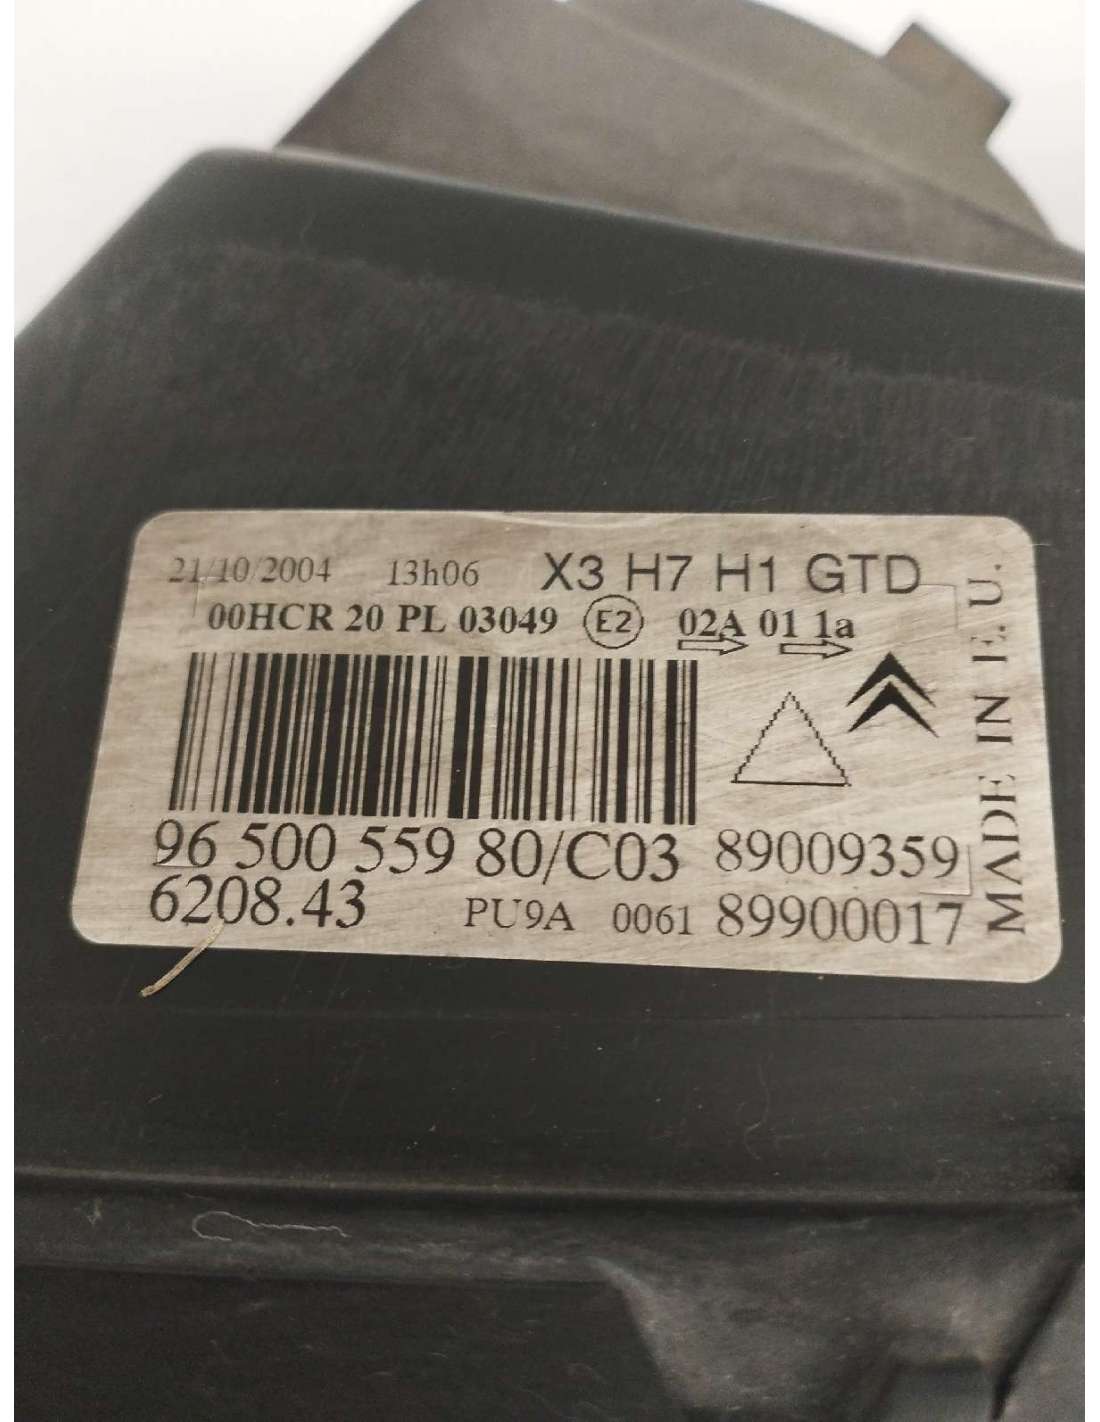 21/10/2004 13h06 X3 H7 H1 GTD
00HCR 20 PL 03049 E2 02A 01 1a
96 500 559 80/C03 89009359
6208.43 PU9A 0061 89900017
MADE IN E.U.